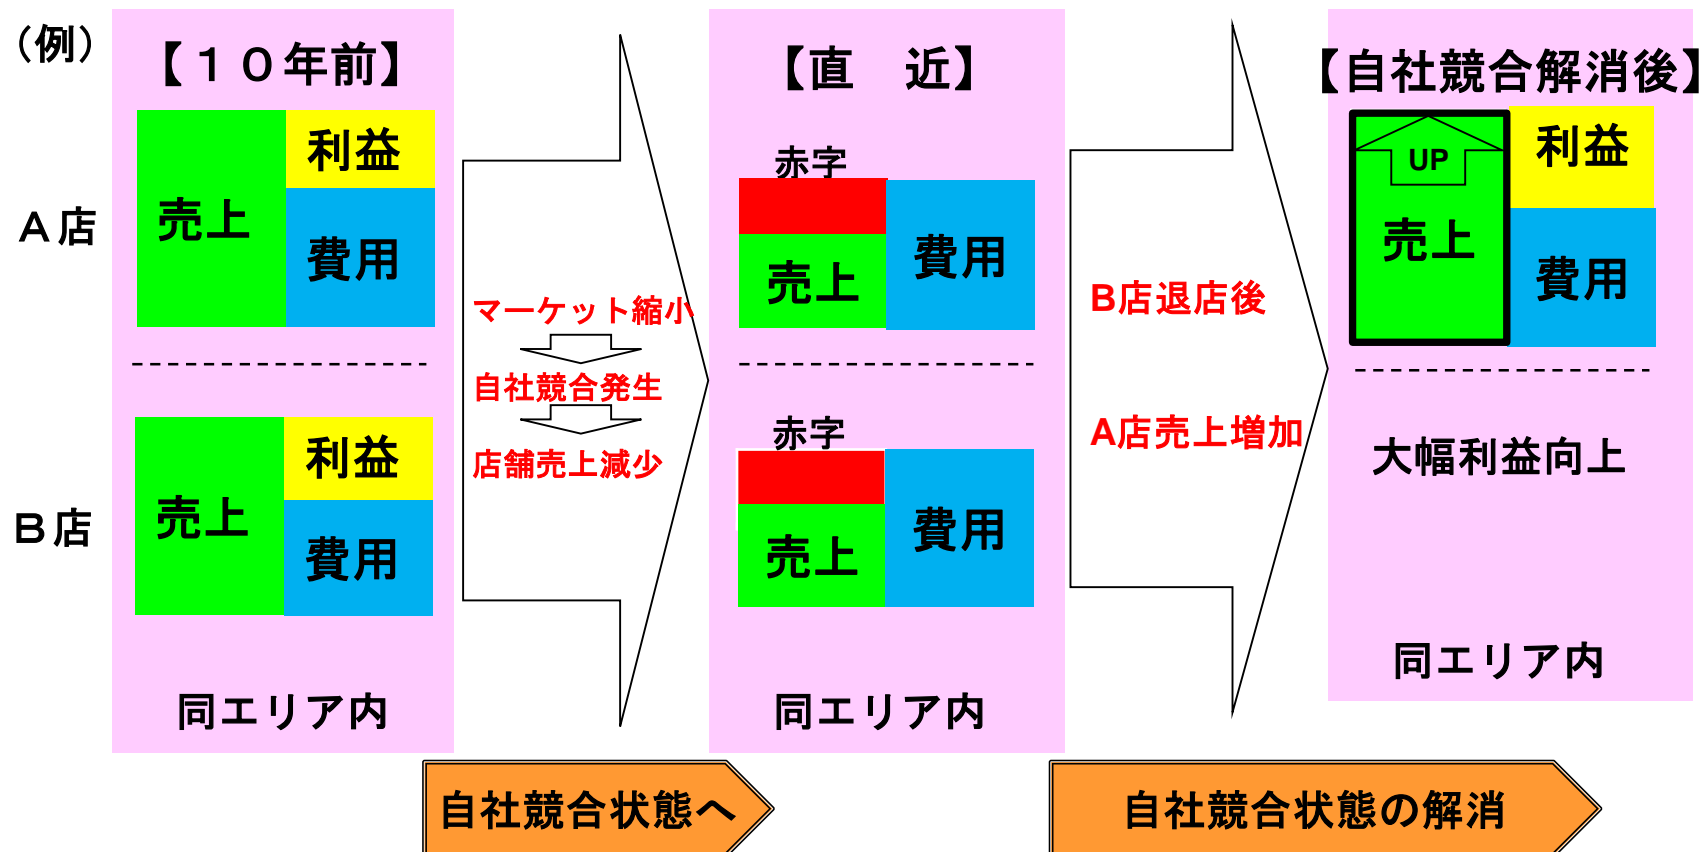 (例)
【１０年前】
A店
売上
利益
費用
B店
売上
利益
費用
同エリア内
マーケット縮小
自社競合発生
店舗売上減少
【直　近】
赤字
売上
費用
赤字
売上
費用
同エリア内
B店退店後
A店売上増加
【自社競合解消後】
UP
売上
利益
費用
大幅利益向上
同エリア内
自社競合状態へ
自社競合状態の解消